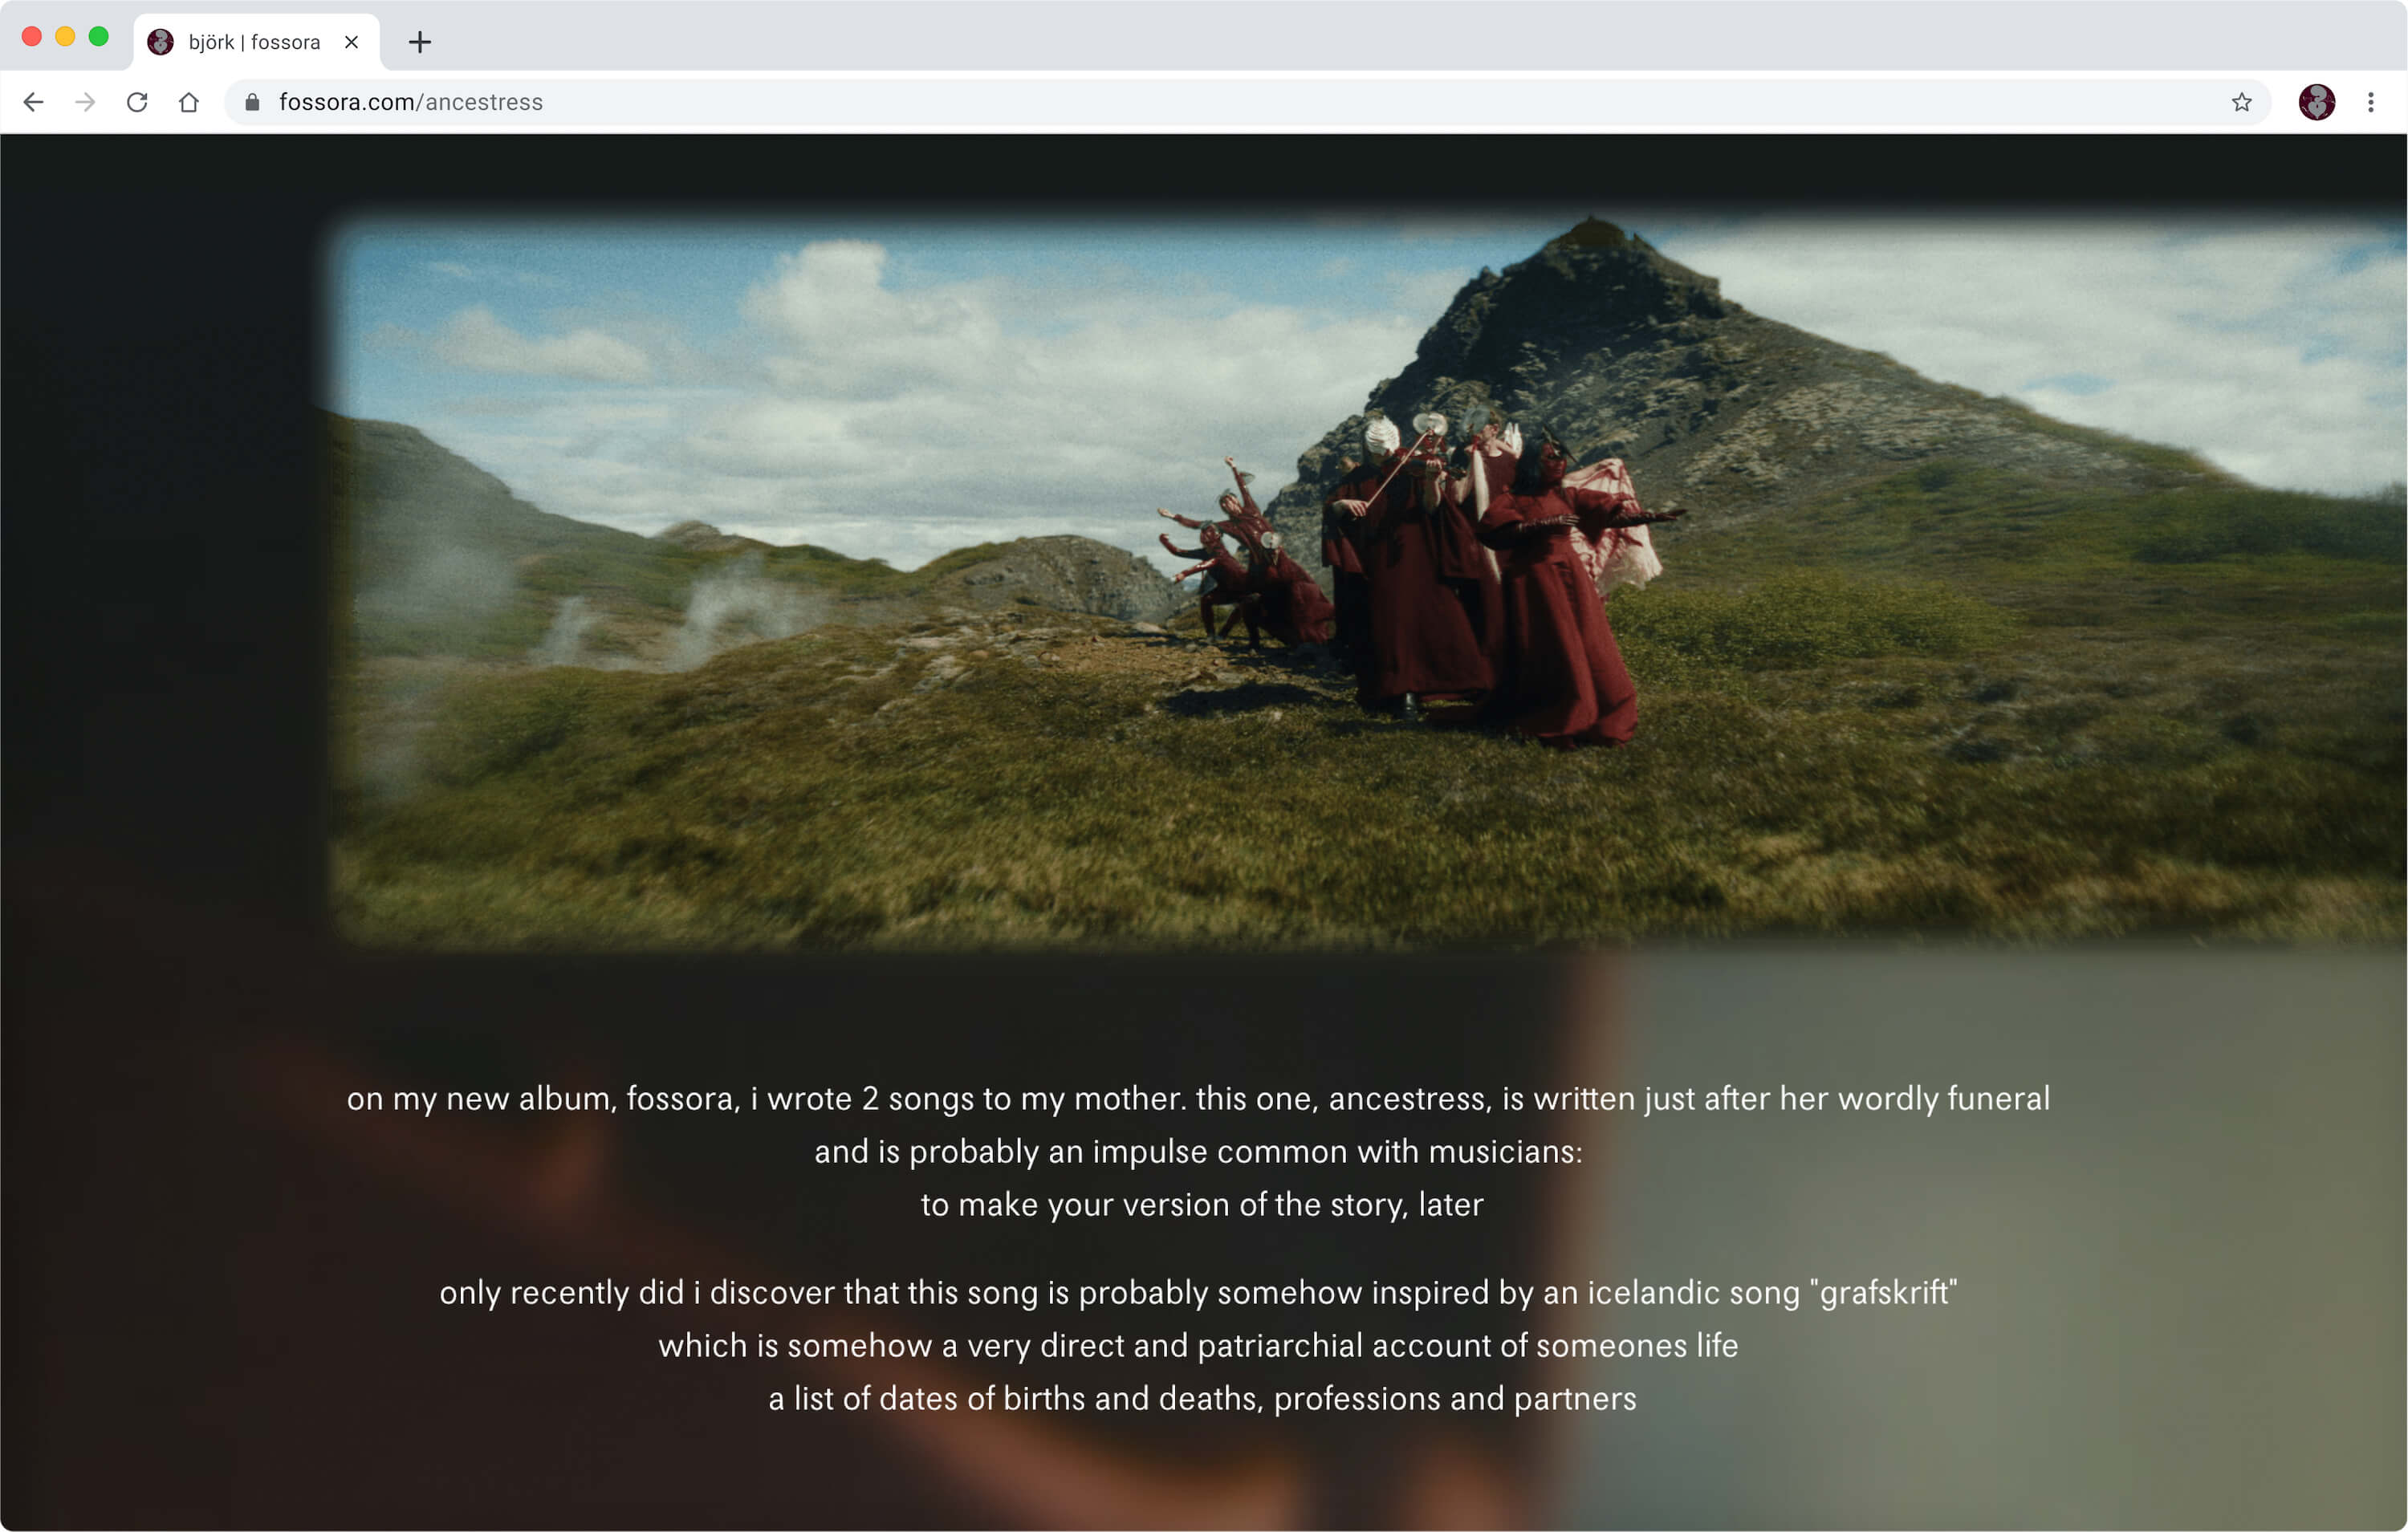 björk | fossora
fossora.com/ancestress
on my new album, fossora, i wrote 2 songs to my mother. this one, ancestress, is written just after her wordly funeral
and is probably an impulse common with musicians:
to make your version of the story, later
only recently did i discover that this song is probably somehow inspired by an icelandic song "grafskrift"
which is somehow a very direct and patriarchial account of someones life
a list of dates of births and deaths, professions and partners